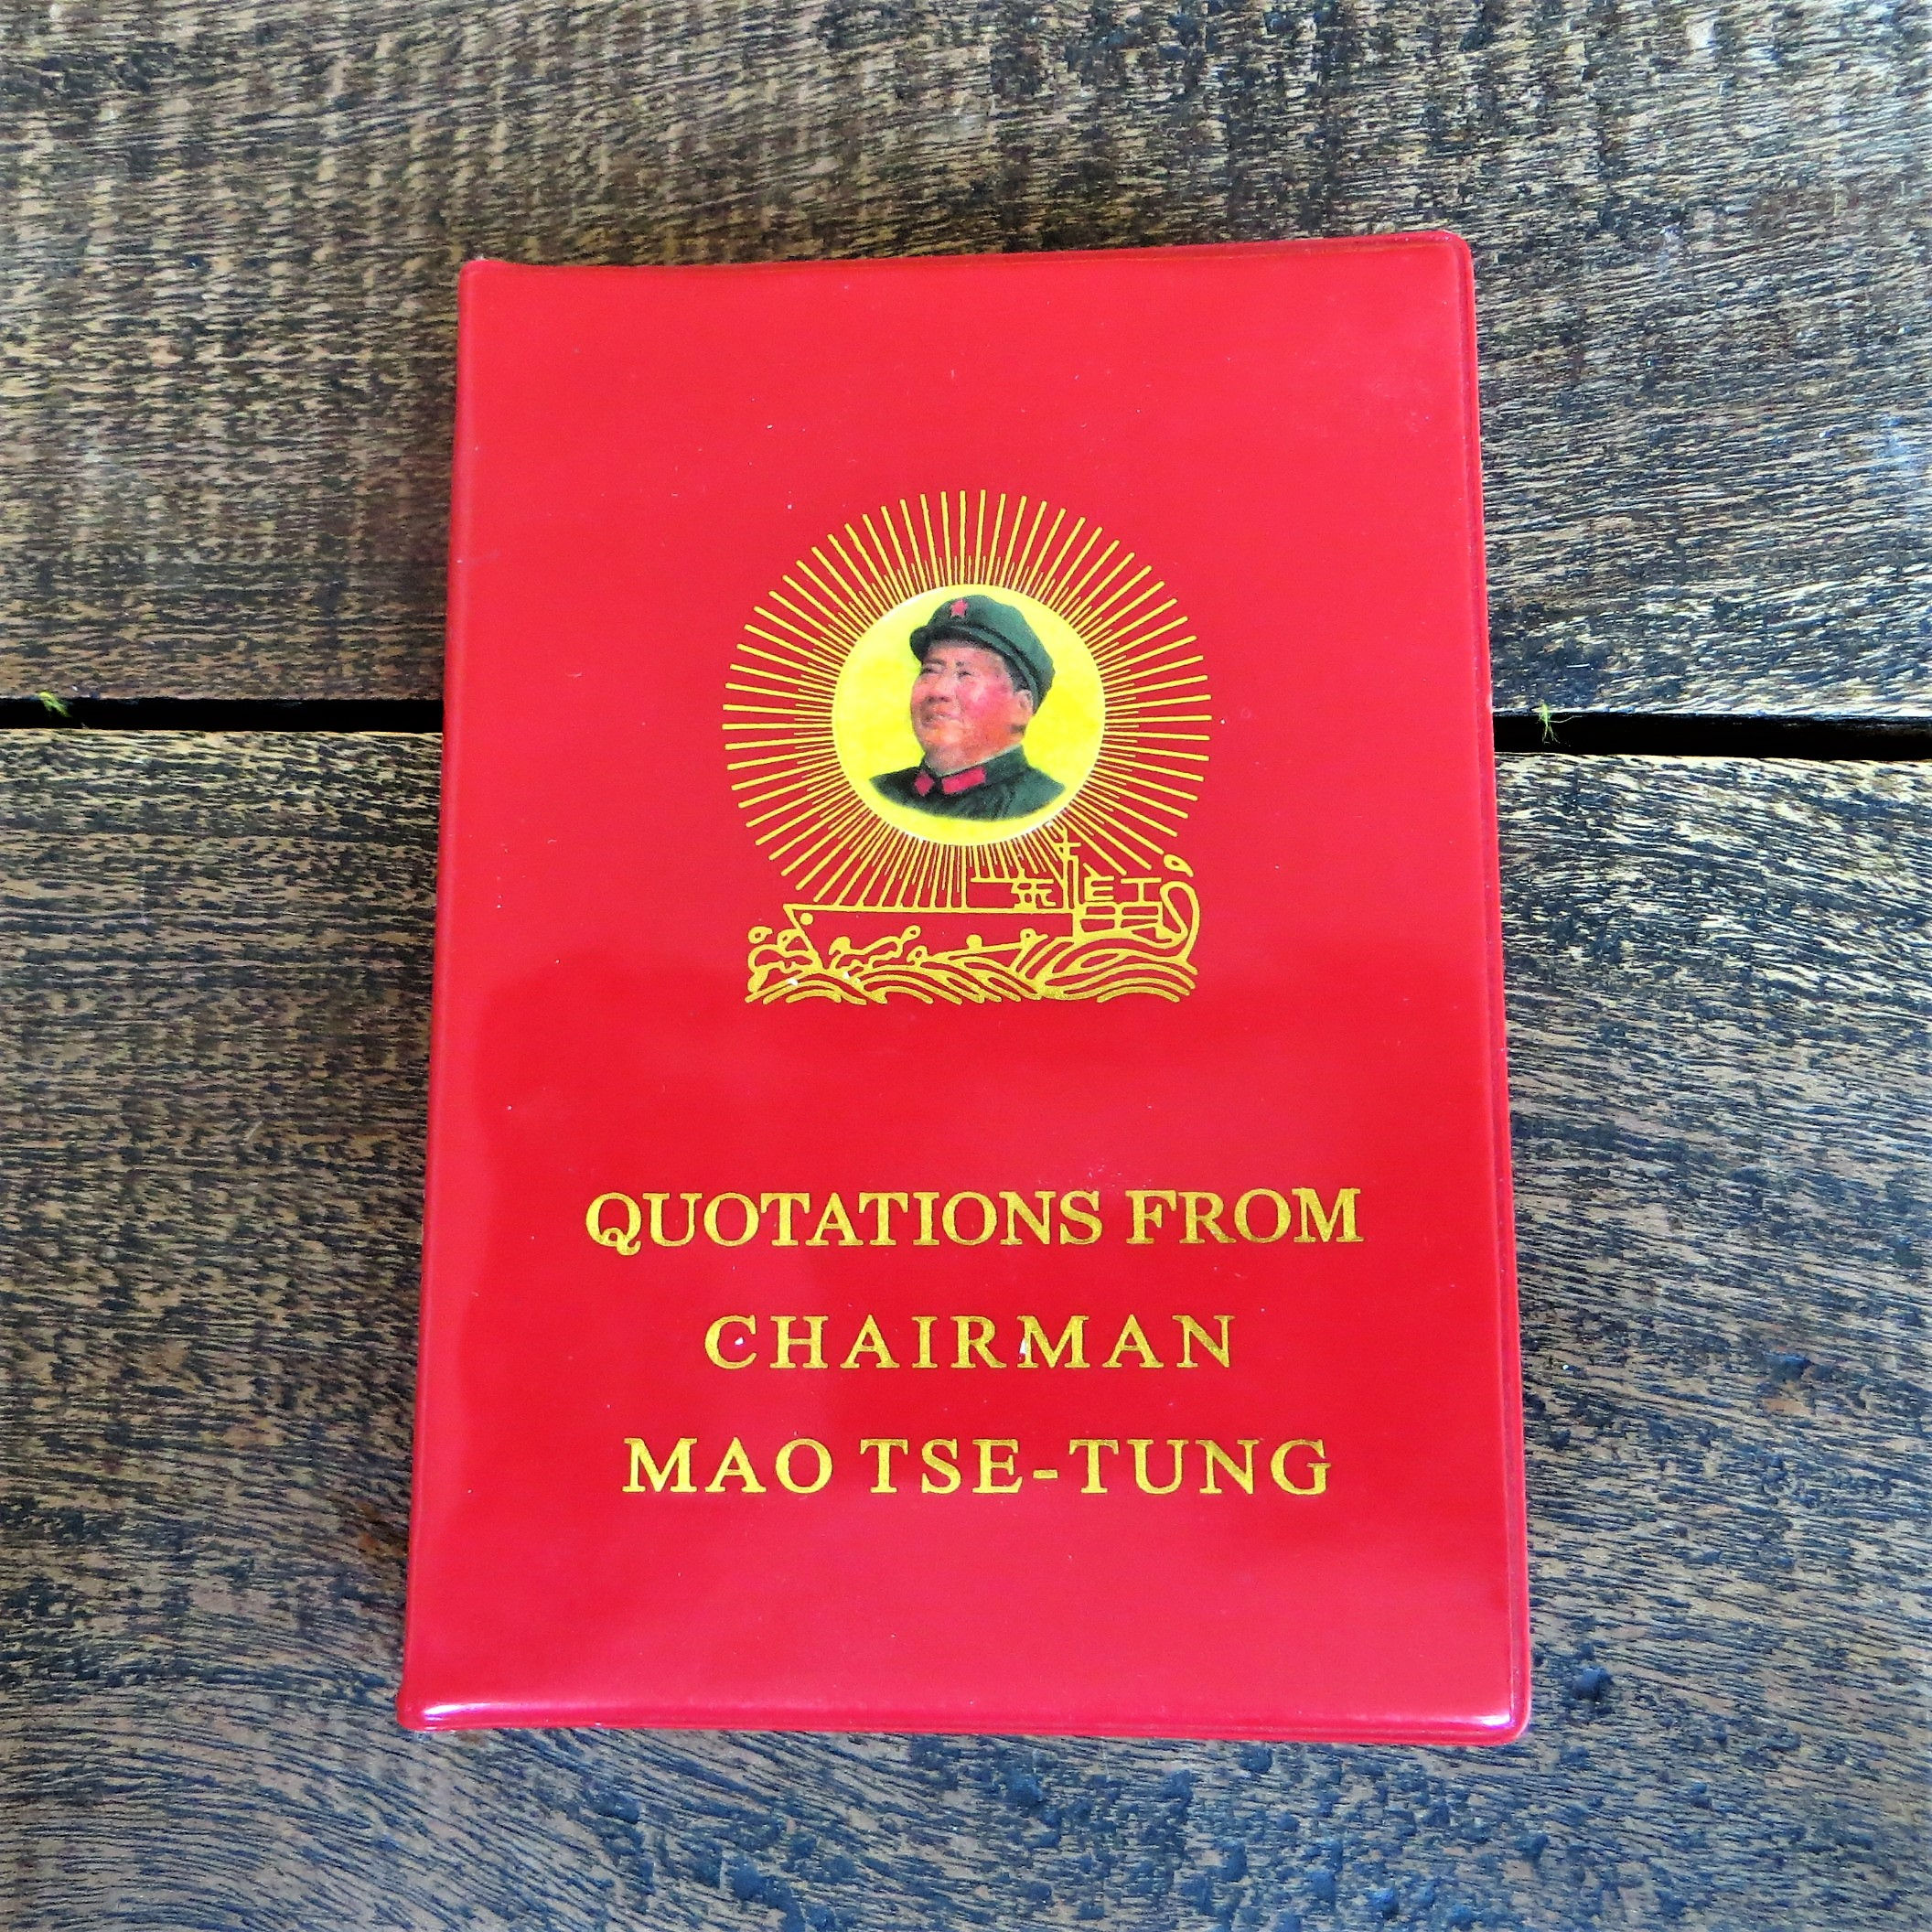 QUOTATIONS FROM
CHAIRMAN
MAO TSE-TUNG